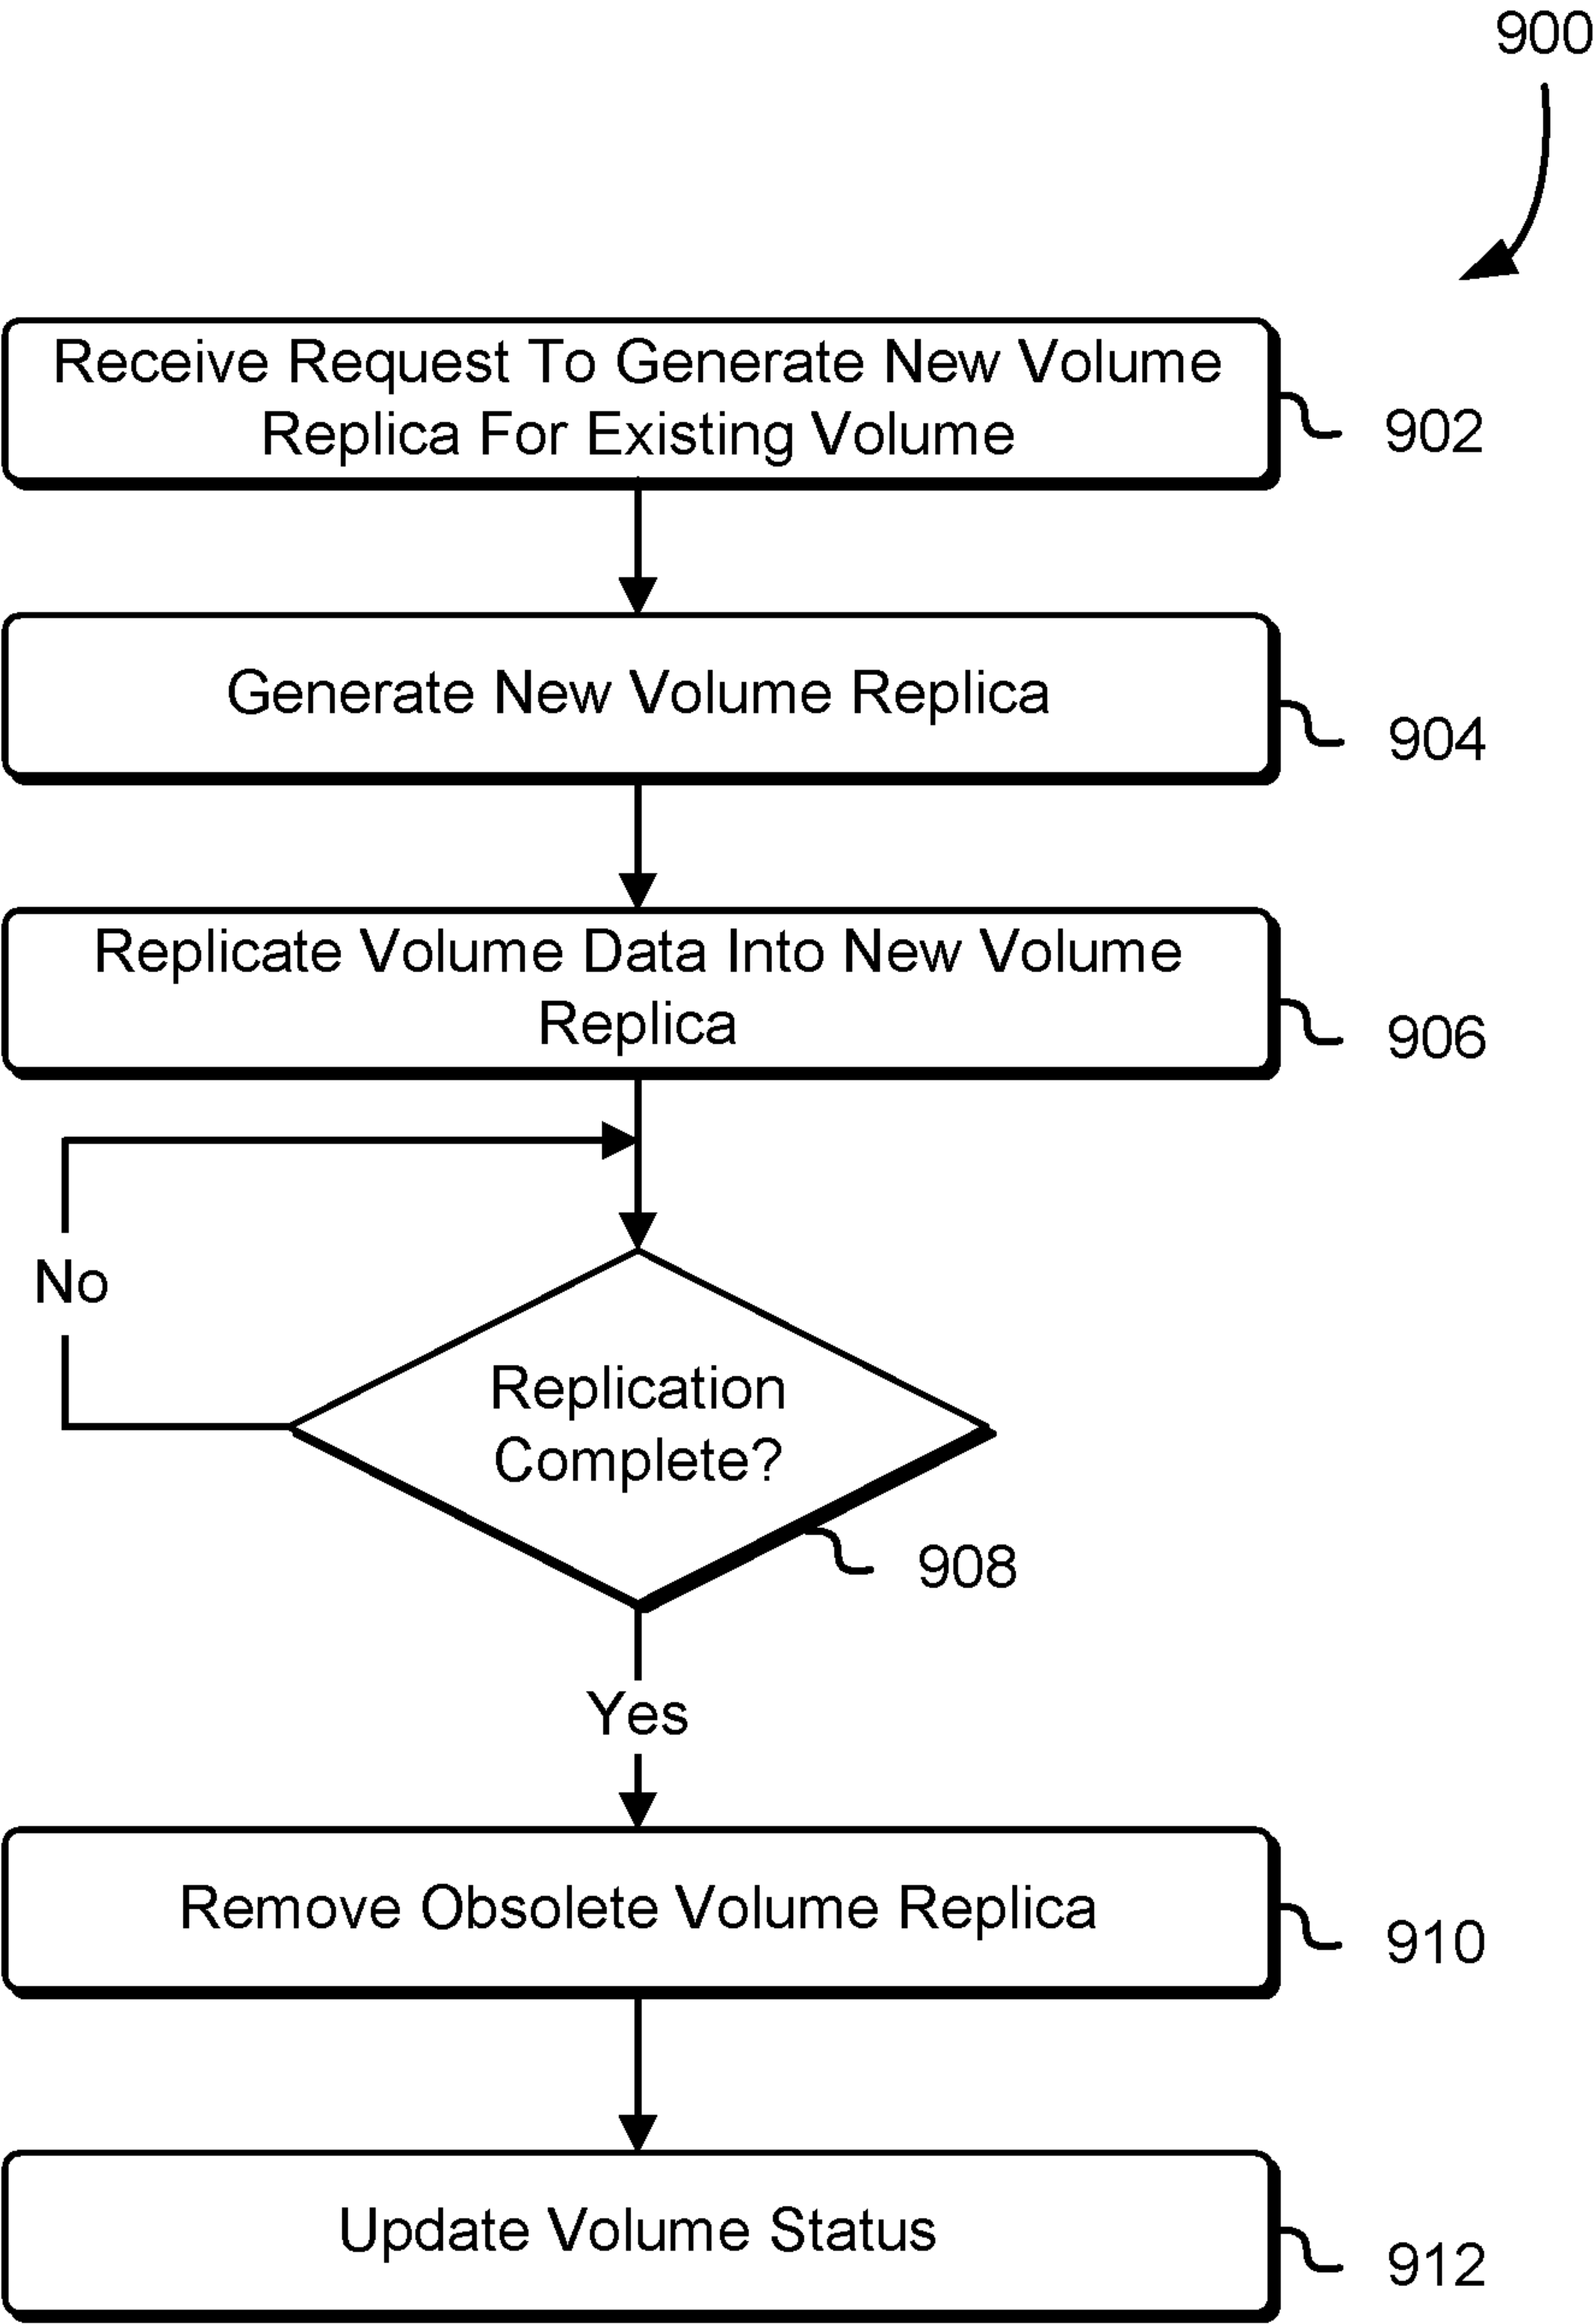 900
Receive Request To Generate New Volume
Replica For Existing Volume
902
Generate New Volume Replica
904
Replicate Volume Data Into New Volume
Replica
906
No
Replication
Complete?
908
Yes
Remove Obsolete Volume Replica
910
Update Volume Status
912